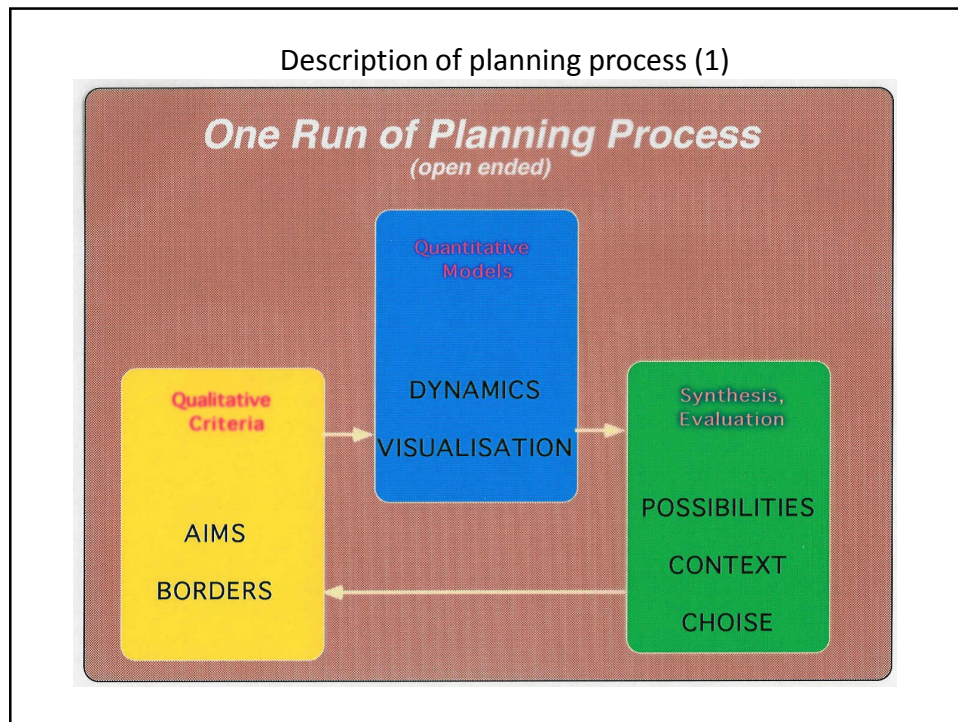 Description of planning process (1)
One Run of Planning Process
(open ended)
Quantitative
Models
DYNAMICS
VISUALISATION
Qualitative
Criteria
AIMS
BORDERS
Synthesis,
Evaluation
POSSIBILITIES
CONTEXT
CHOISE